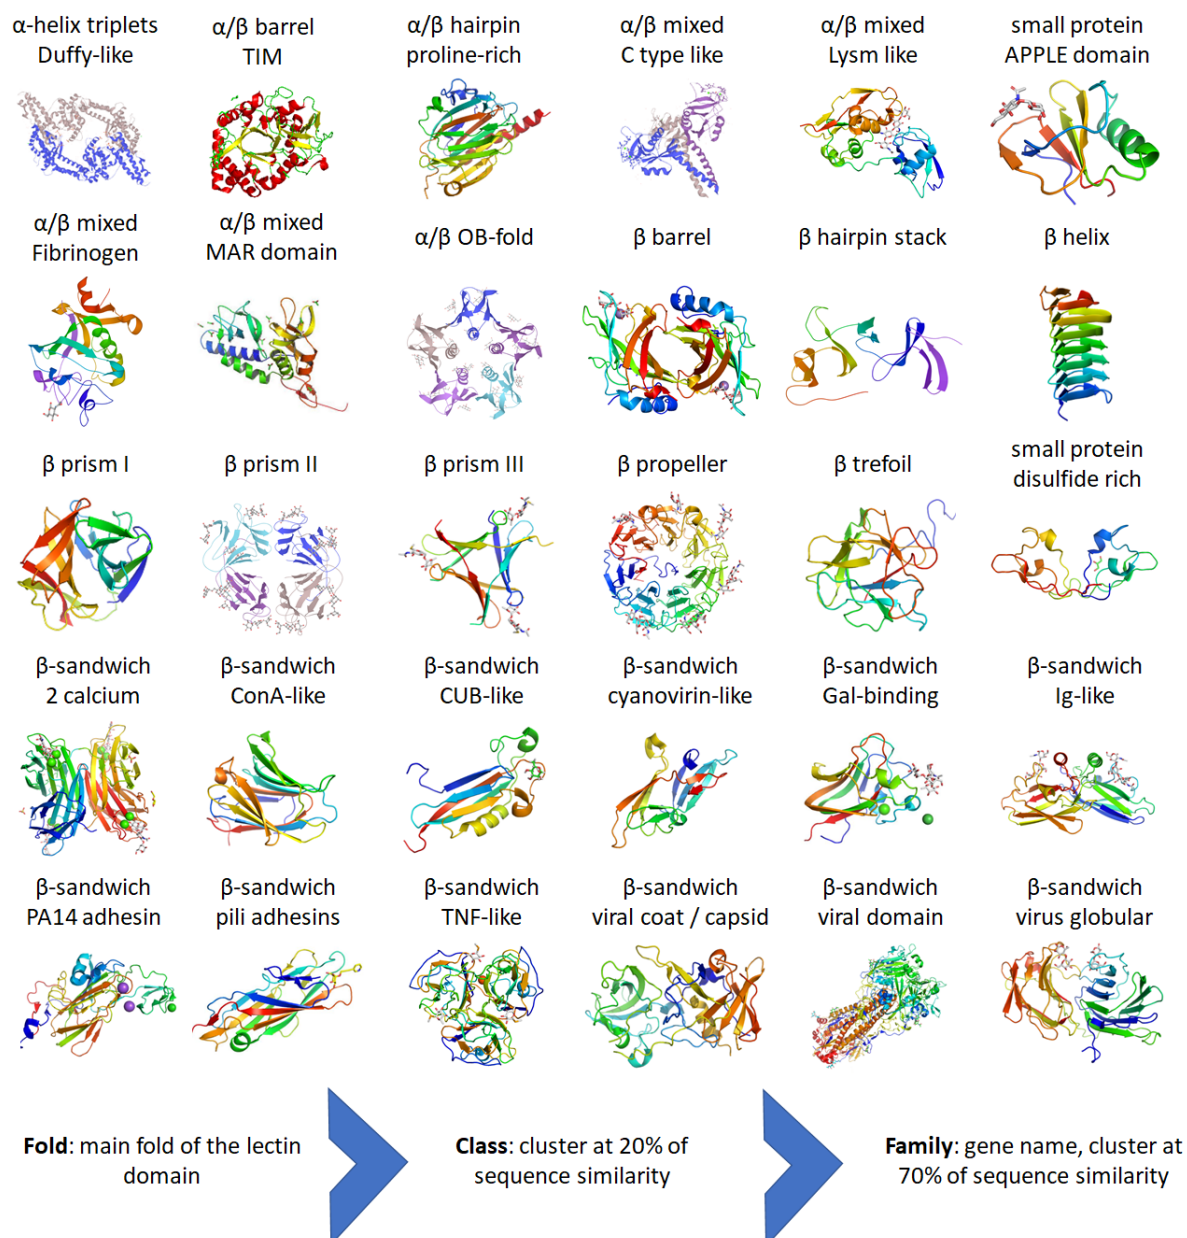 α-helix triplets
Duffy-like
α/β barrel
TIM
α/β hairpin
proline-rich
α/β mixed
C type like
α/β mixed
Lysm like
small protein
APPLE domain
α/β mixed
Fibrinogen
α/β mixed
MAR domain
α/β OB-fold
β barrel
β hairpin stack
β helix
β prism I
β prism II
β prism III
β propeller
β trefoil
small protein
disulfide rich
β-sandwich
2 calcium
β-sandwich
ConA-like
β-sandwich
CUB-like
β-sandwich
cyanovirin-like
β-sandwich
Gal-binding
β-sandwich
Ig-like
β-sandwich
PA14 adhesin
β-sandwich
pili adhesins
β-sandwich
TNF-like
β-sandwich
viral coat / capsid
β-sandwich
viral domain
β-sandwich
virus globular
Fold: main fold of the lectin
domain
Class: cluster at 20% of
sequence similarity
Family: gene name, cluster at
70% of sequence similarity